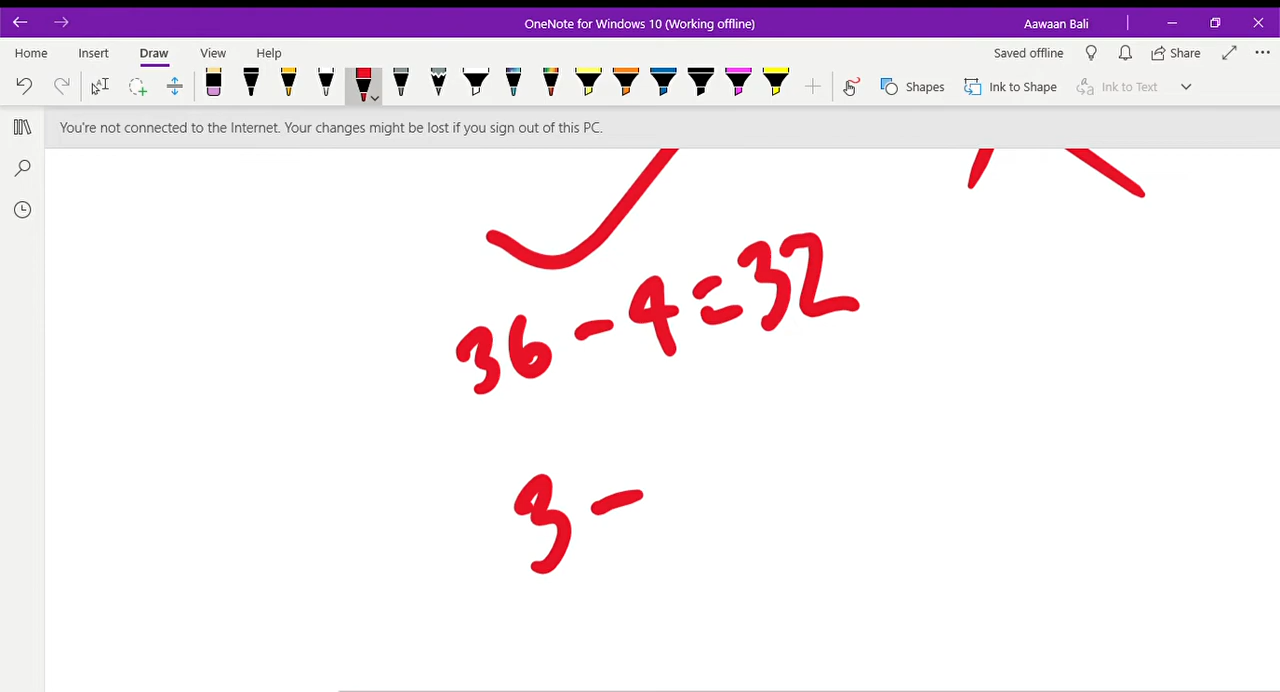 OneNote for Windows 10 (Working offline)
Aawaan Bali
Home Insert Draw View Help
Saved offline Share
Shapes Ink to Shape Ink to Text
You're not connected to the Internet. Your changes might be lost if you sign out of this PC.
36 - 4 = 32
3 -